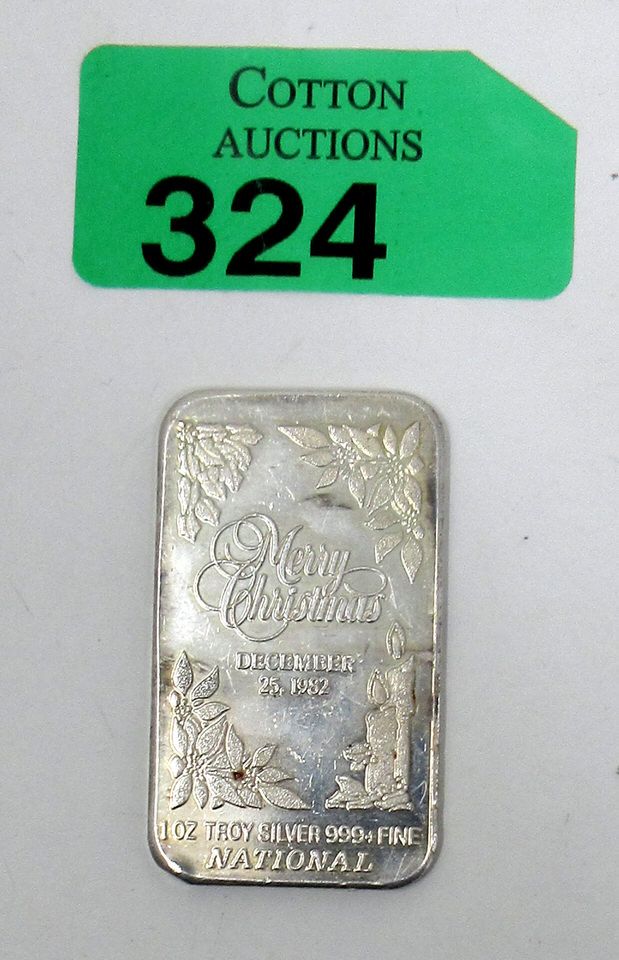 COTTON
AUCTIONS
324
Merry
Christmas
DECEMBER
25, 1982
1 OZ TROY SILVER 999+ FINE
NATIONAL